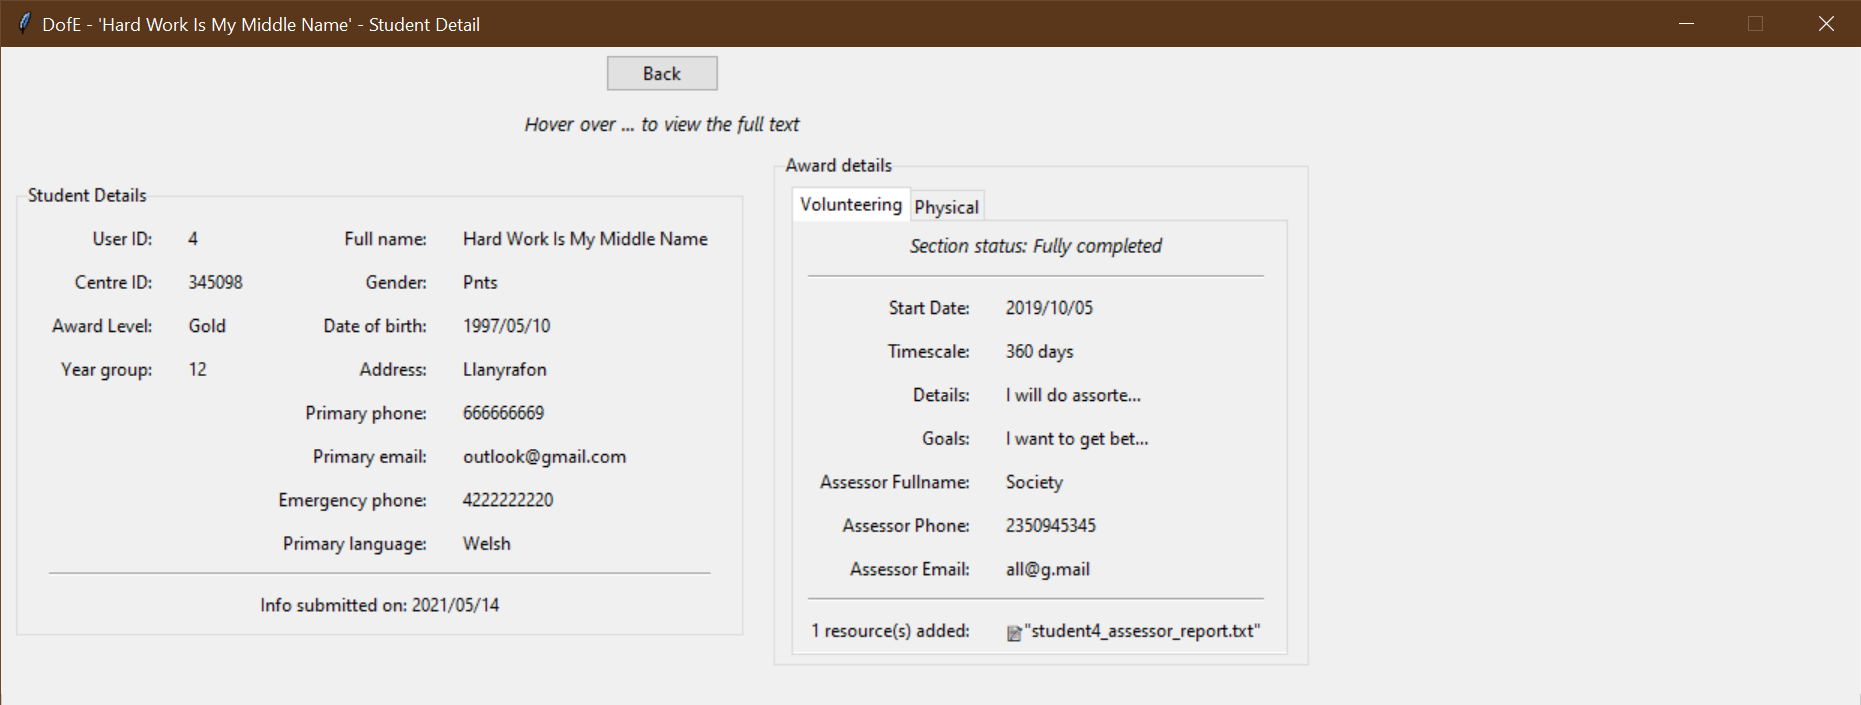 DofE - 'Hard Work Is My Middle Name' - Student Detail
Back
Hover over ... to view the full text
Student Details
User ID: 4 Full name: Hard Work Is My Middle Name
Centre ID: 345098 Gender: Pnts
Award Level: Gold Date of birth: 1997/05/10
Year group: 12 Address: Llanyrafon
Primary phone: 666666669
Primary email: outlook@gmail.com
Emergency phone: 4222222220
Primary language: Welsh
Info submitted on: 2021/05/14
Award details
Volunteering Physical
Section status: Fully completed
Start Date: 2019/10/05
Timescale: 360 days
Details: I will do assorte...
Goals: I want to get bet...
Assessor Fullname: Society
Assessor Phone: 2350945345
Assessor Email: all@g.mail
1 resource(s) added: "student4_assessor_report.txt"